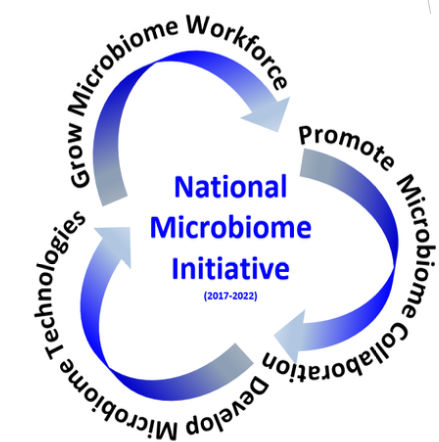 Grow Microbiome Workforce
Promote Microbiome Collaboration
Develop Microbiome Technologies
National
Microbiome
Initiative
(2017-2022)